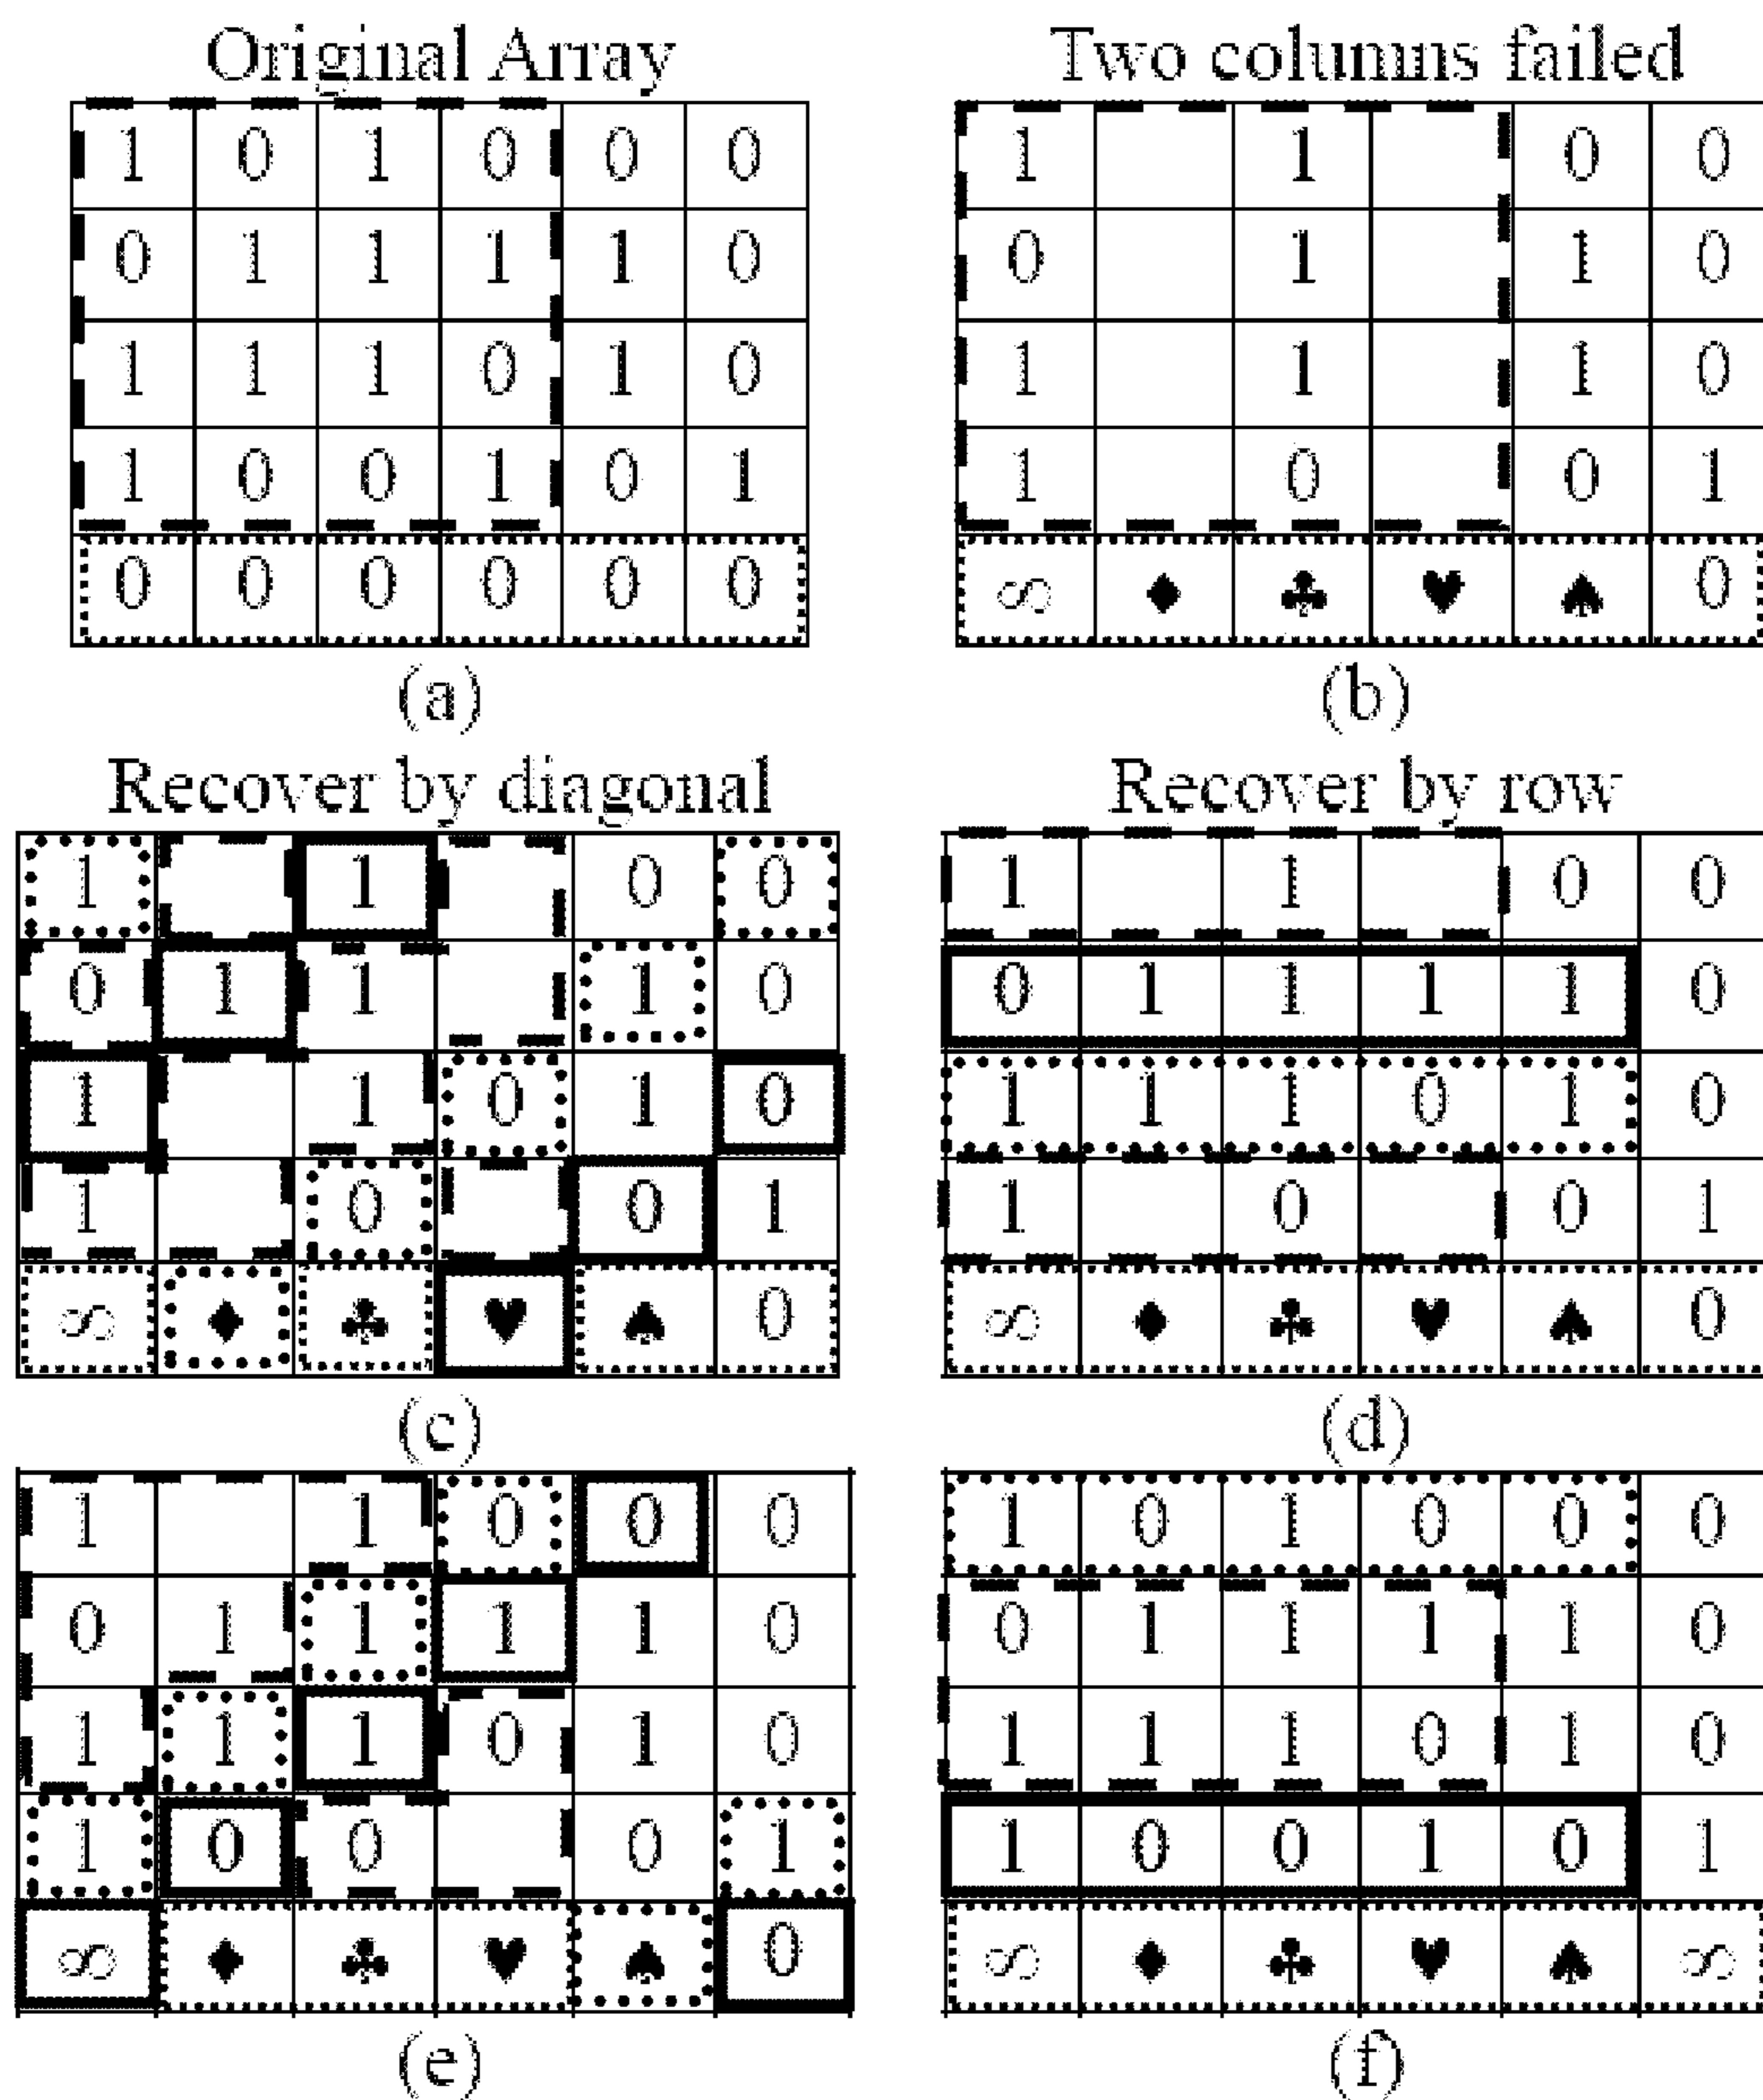 Original Array
1 0 1 0 0 0
0 1 1 1 1 0
1 1 1 0 1 0
1 0 0 1 0 1
0 0 0 0 0 0
(a)
Two columns failed
1 1 0 0
0 1 1 0
1 1 1 0
1 0 0 1
∞ ♦ ♣ ♥ ♠ 0
(b)
Recover by diagonal
1 1 0 0
0 1 1 1 0
1 1 0 1 0
1 0 0 1
∞ ♦ ♣ ♥ ♠ 0
(c)
Recover by row
1 1 0 0
0 1 1 1 1 0
1 1 1 0 1 0
1 0 0 1
∞ ♦ ♣ ♥ ♠ 0
(d)
1 1 0 0 0
0 1 1 1 1 0
1 1 1 0 1 0
1 0 0 0 1
∞ ♦ ♣ ♥ ♠ 0
(e)
1 0 1 0 0 0
0 1 1 1 1 0
1 1 1 0 1 0
1 0 0 1 0 1
∞ ♦ ♣ ♥ ♠ ∞
(f)